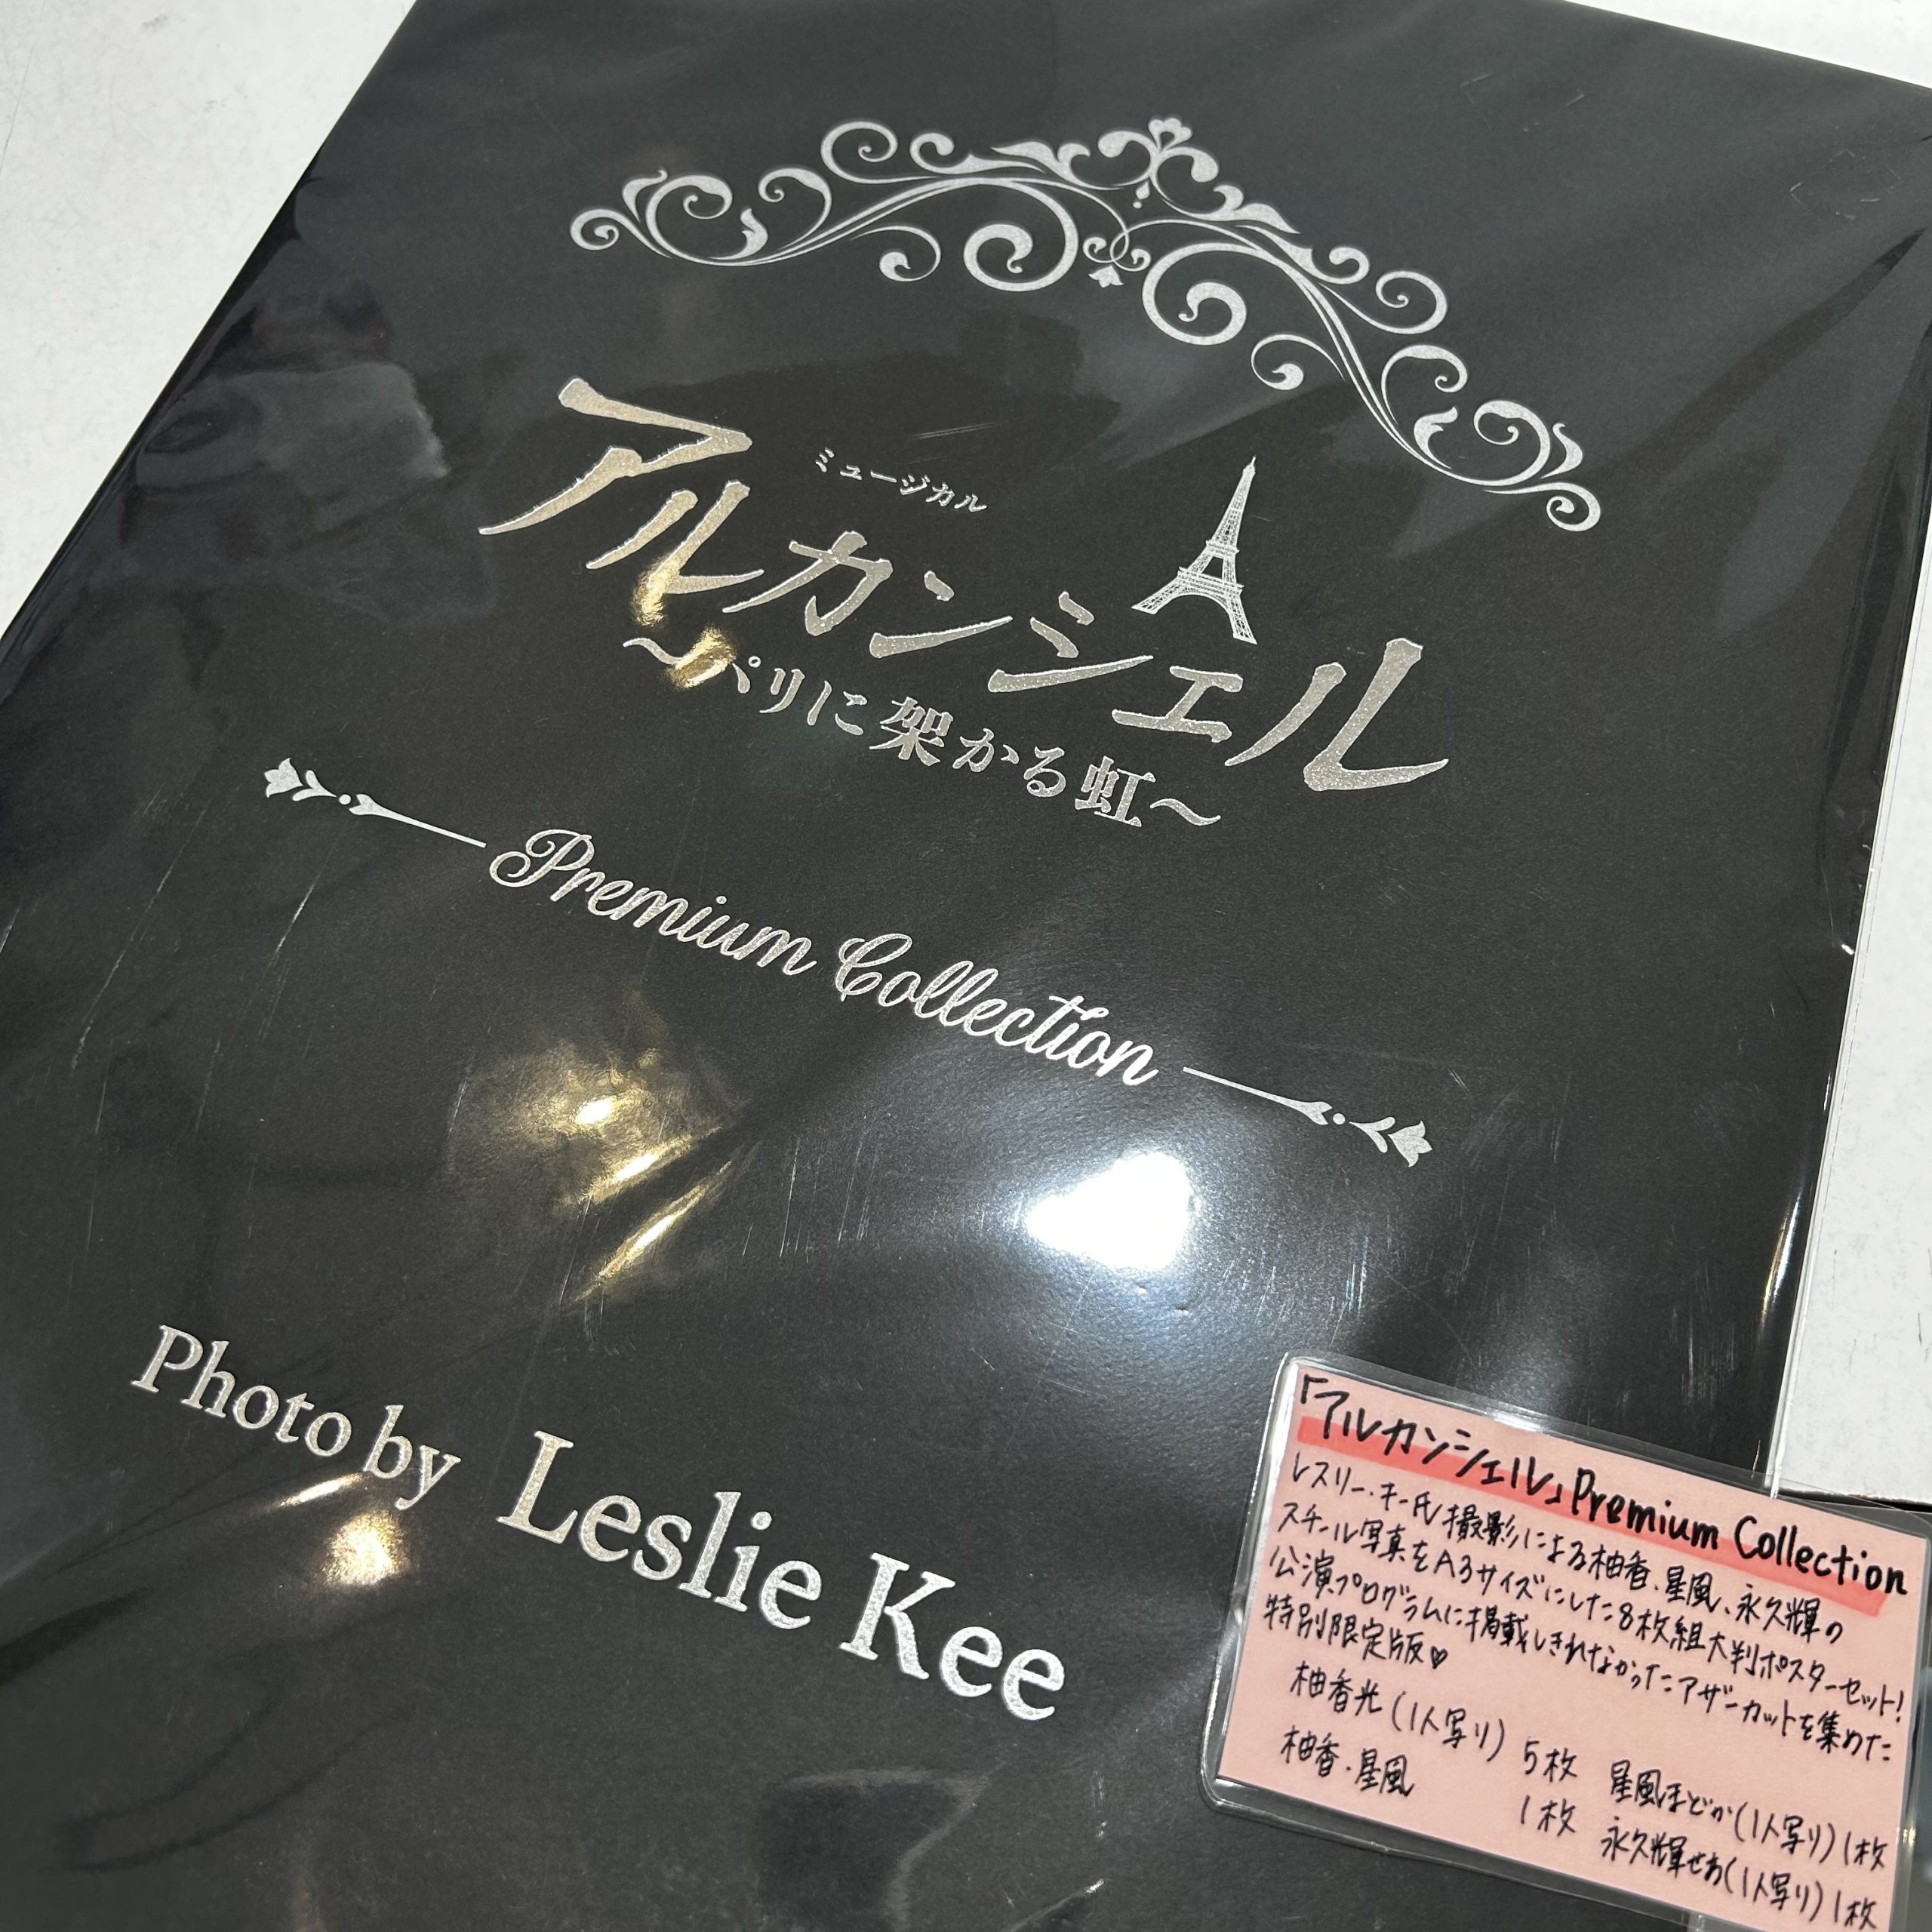 ミュージカル
アルカンシェル
～パリに架かる虹～
Premium Collection
Photo by Leslie Kee
「アルカンシェル」Premium Collection
レスリー・キー氏撮影による柚香、星風、永久輝の
スチール写真をA3サイズにした8枚組大判ポスターセット!
公演プログラムに掲載しきれなかったアザーカットを集めた
特別限定版♡
柚香光(1人写り) 5枚 星風まどか(1人写り) 1枚
柚香・星風 1枚 永久輝せあ(1人写り) 1枚